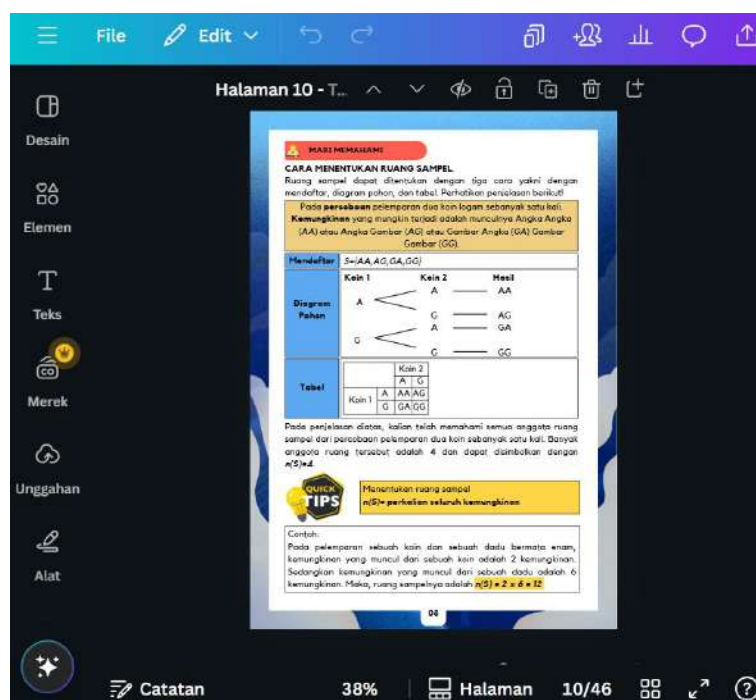 File Edit
Halaman 10 - T...
Desain
Elemen
Teks
Merek
Unggahan
Alat
MARI MEMAHAMI
CARA MENENTUKAN RUANG SAMPEL
Ruang sampel dapat ditentukan dengan tiga cara yakni dengan
mendaftar, diagram pohon, dan tabel. Perhatikan penjelasan berikut!
Pada percobaan pelemparan dua koin logam sebanyak satu kali.
Kemungkinan yang mungkin terjadi adalah munculnya Angka Angka
(AA) atau Angka Gambar (AG) atau Gambar Angka (GA) Gambar
Gambar (GG).
Mendaftar S={AA,AG,GA,GG}
Diagram
Pohon
Koin 1 Koin 2 Hasil
A AA
A
G AG
A GA
G
G GG
Tabel
Koin 2
A G
Koin 1 A AA AG
G GA GG
Pada penjelasan diatas, kalian telah memahami semua anggota ruang
sampel dari percobaan pelemparan dua koin sebanyak satu kali. Banyak
anggota ruang tersebut adalah 4 dan dapat disimbolkan dengan
n(S)=4.
QUICK
TIPS
Menentukan ruang sampel
n(S)= perkalian seluruh kemungkinan
Contoh:
Pada pelemparan sebuah koin dan sebuah dadu bermata enam,
kemungkinan yang muncul dari sebuah koin adalah 2 kemungkinan.
Sedangkan kemungkinan yang muncul dari sebuah dadu adalah 6
kemungkinan. Maka, ruang sampelnya adalah n(S) = 2 x 6 = 12
Catatan 38% Halaman 10/46